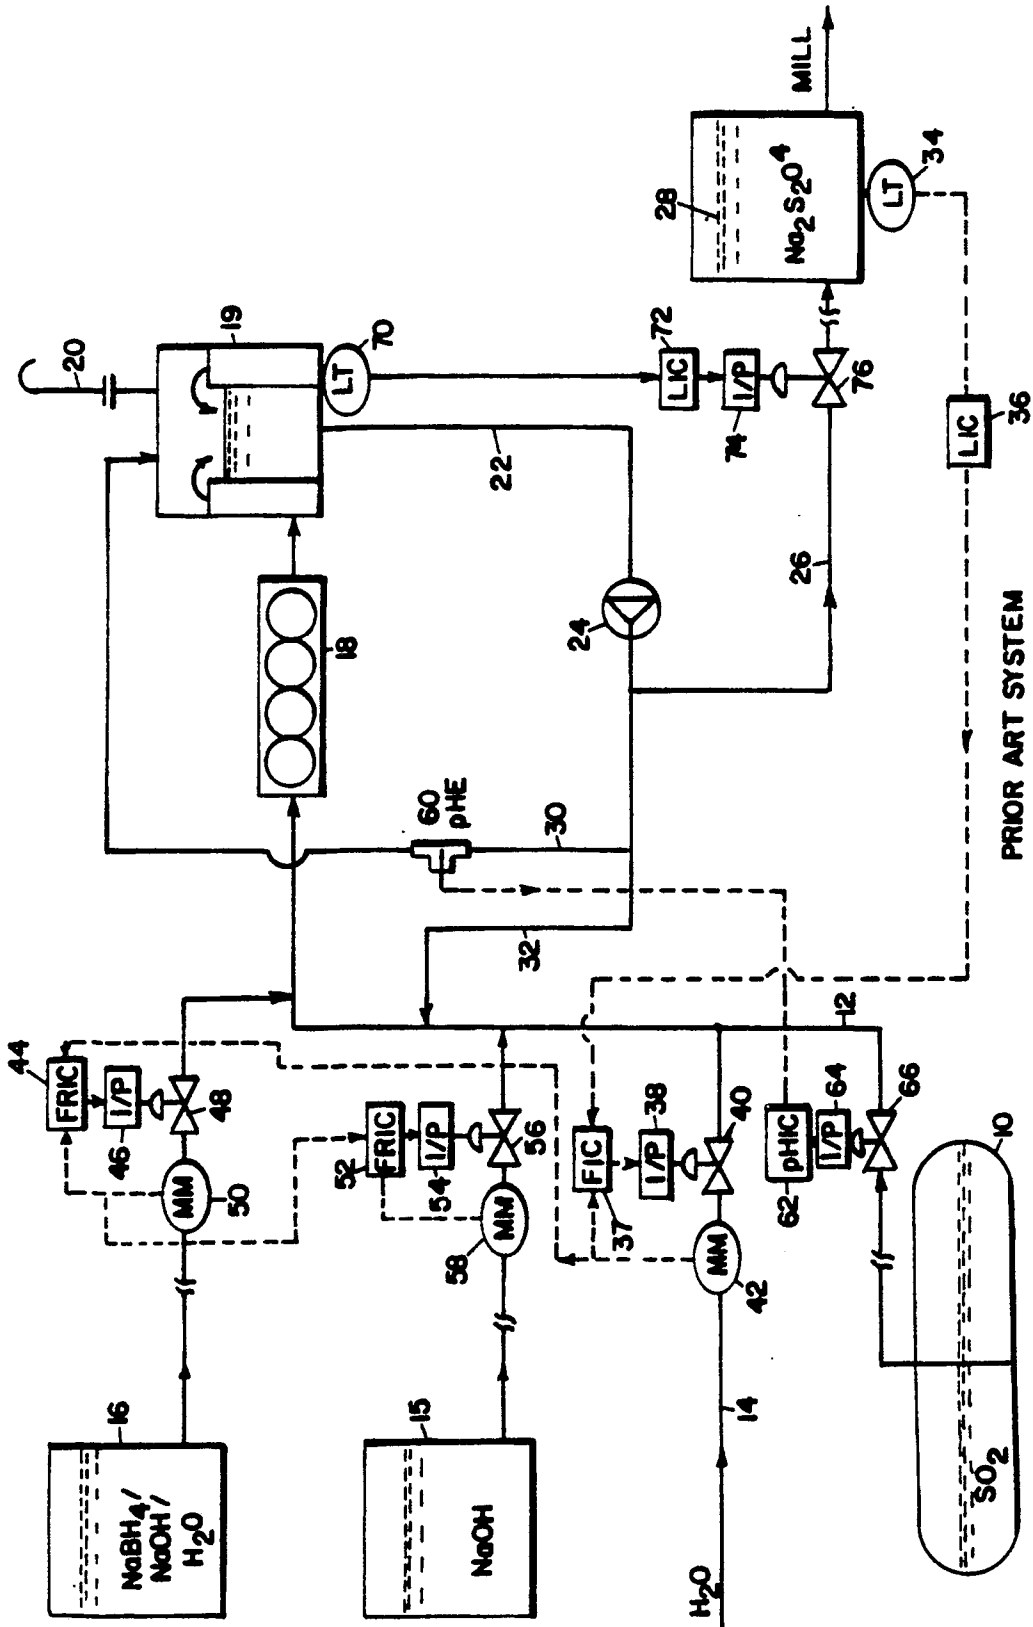 44
FRIC
I/P
46
48
MM
50
16
NaBH4/
NaOH/
H2O
52
FRIC
I/P
54
56
MM
58
15
NaOH
FIC
37
I/P
38
40
MM
42
14
H2O
pHIC
62
I/P
64
66
12
10
SO2
20
19
LT
70
18
60
pHE
30
32
22
24
26
72
LIC
I/P
74
76
28
Na2S2O4
MILL
LT
34
LIC
36
PRIOR ART SYSTEM